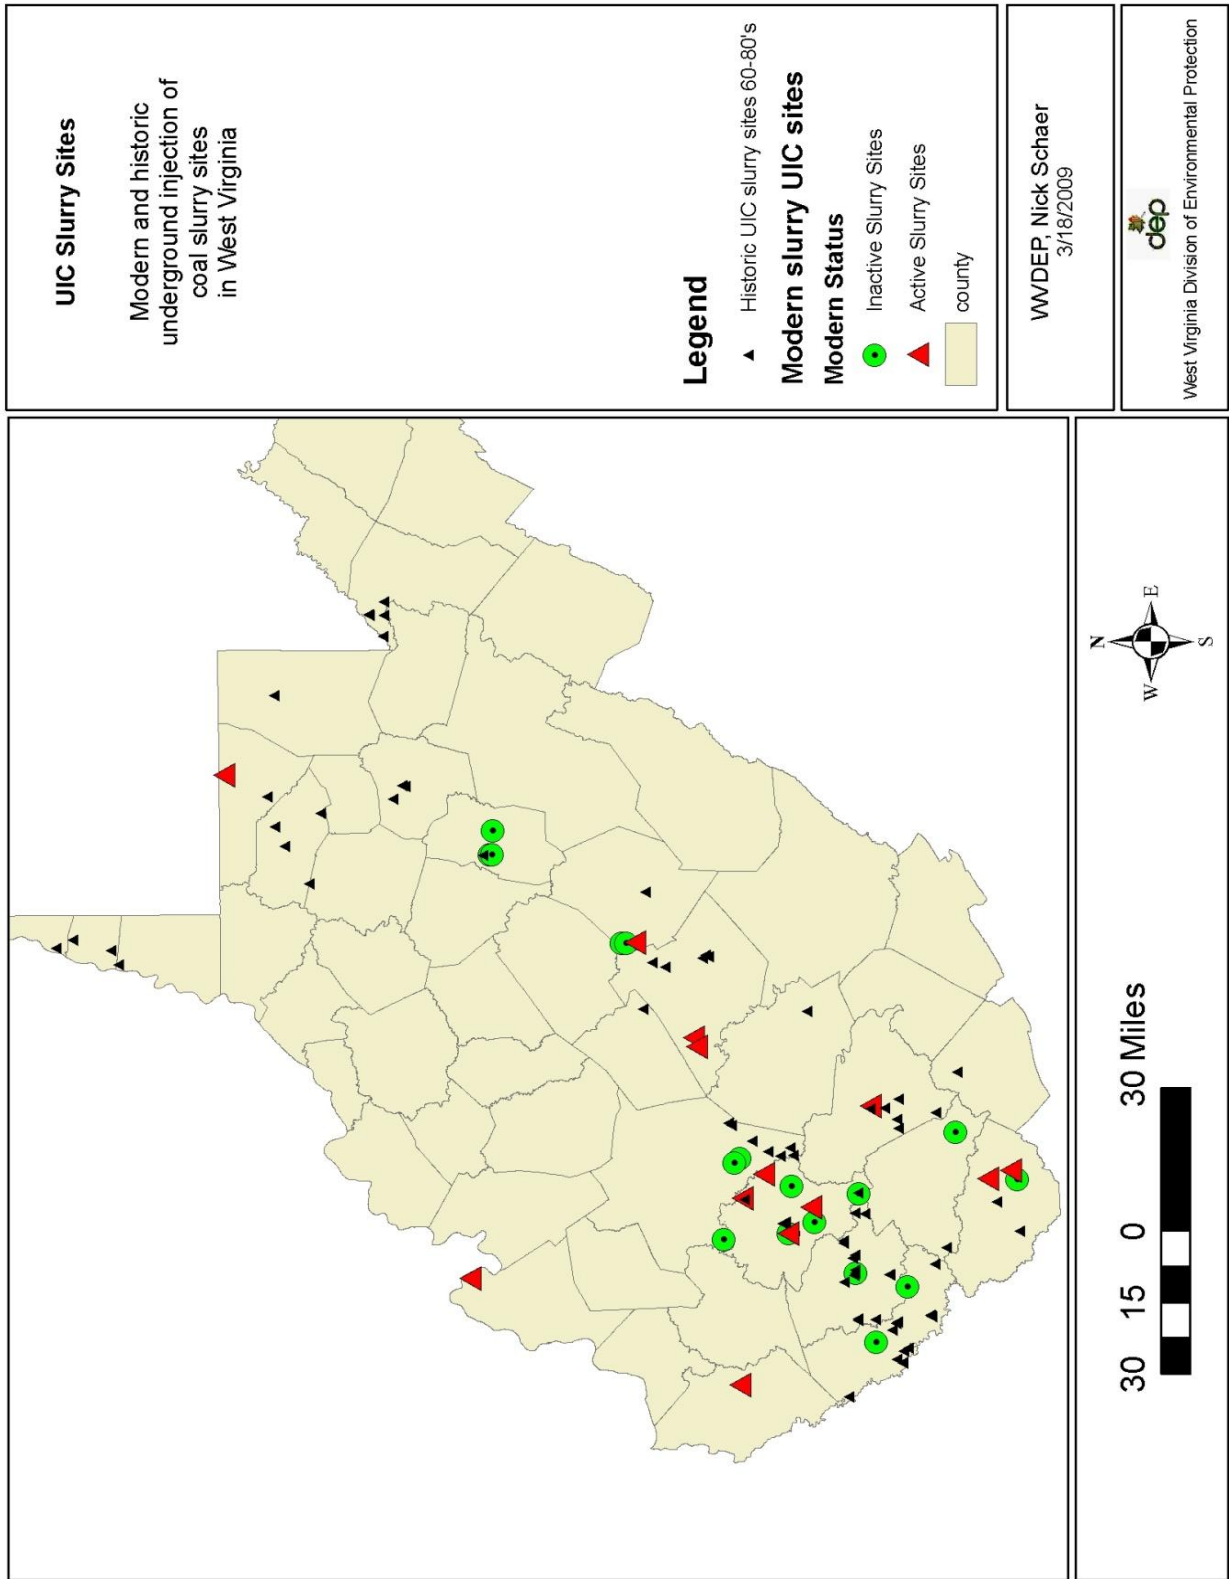 UIC Slurry Sites
Modern and historic
underground injection of
coal slurry sites
in West Virginia
Legend
Historic UIC slurry sites 60-80's
Modern slurry UIC sites
Modern Status
Inactive Slurry Sites
Active Slurry Sites
county
WVDEP, Nick Schaer
3/18/2009
dep
West Virginia Division of Environmental Protection
N
W E
S
30 15 0 30 Miles